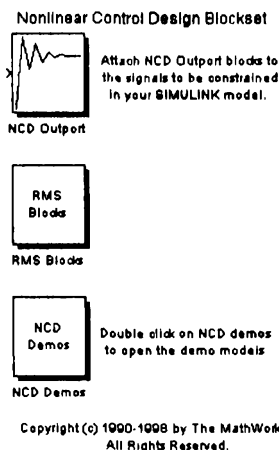 Nonlinear Control Design Blockset
Attach NCD Outport blocks to
the signals to be constrained
in your SIMULINK model.
NCD Outport
RMS
Blocks
RMS Blocks
NCD
Demos
Double click on NCD demos
to open the demo models
NCD Demos
Copyright (c) 1990-1998 by The MathWork
All Rights Reserved.